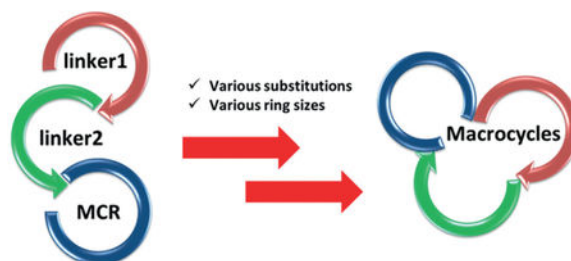 linker1
linker2
MCR
✓ Various substitutions
✓ Various ring sizes
Macrocycles